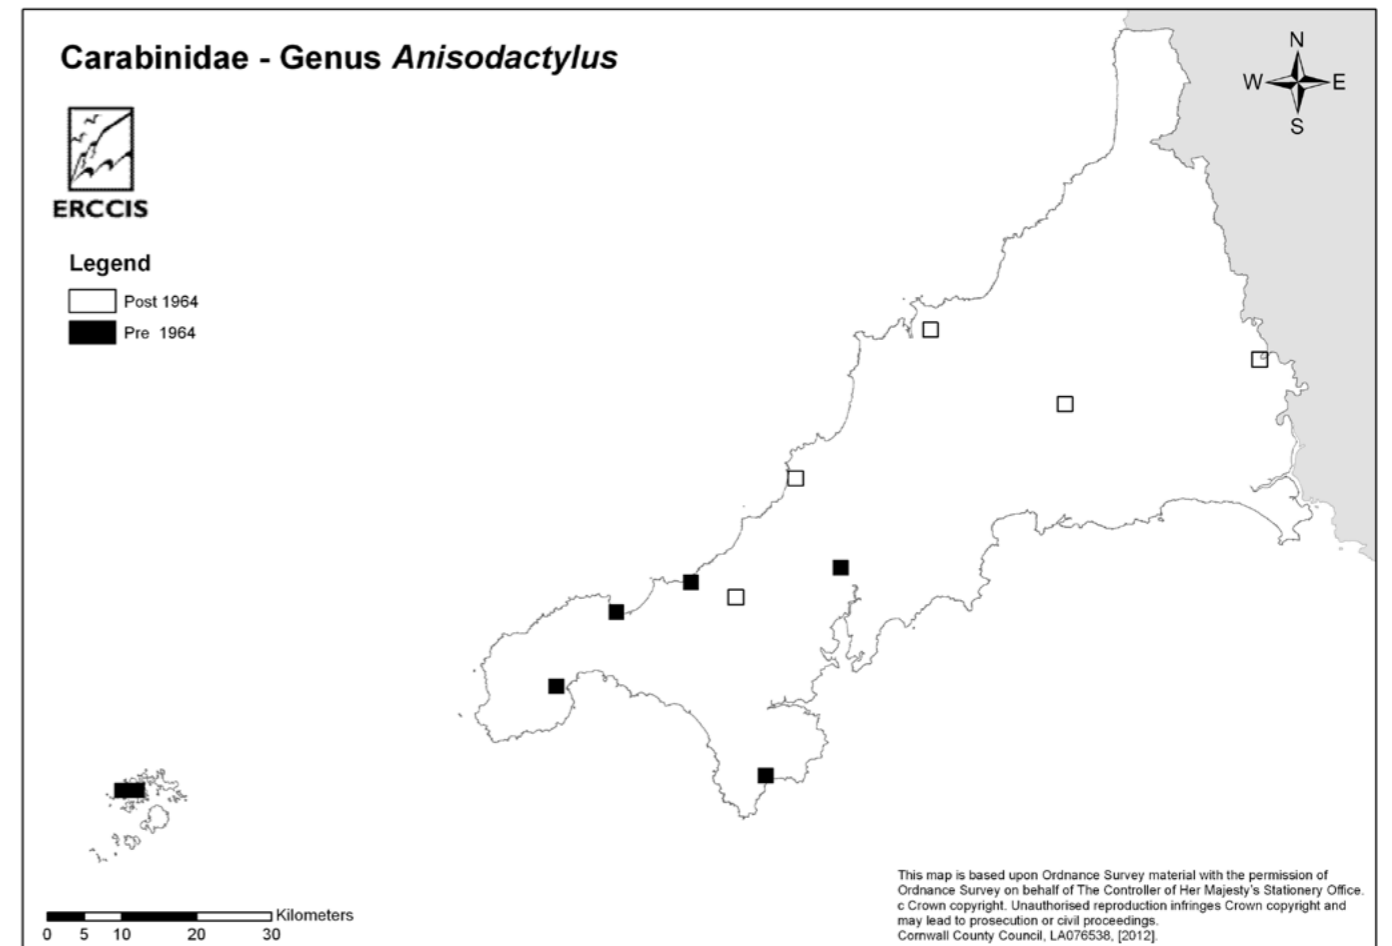 Carabinidae - Genus Anisodactylus
N
W E
S
ERCCIS
Legend
Post 1964
Pre 1964
This map is based upon Ordnance Survey material with the permission of
Ordnance Survey on behalf of The Controller of Her Majesty's Stationery Office.
c Crown copyright. Unauthorised reproduction infringes Crown copyright and
may lead to prosecution or civil proceedings.
Cornwall County Council, LA076538, [2012].
Kilometers
0 5 10 20 30